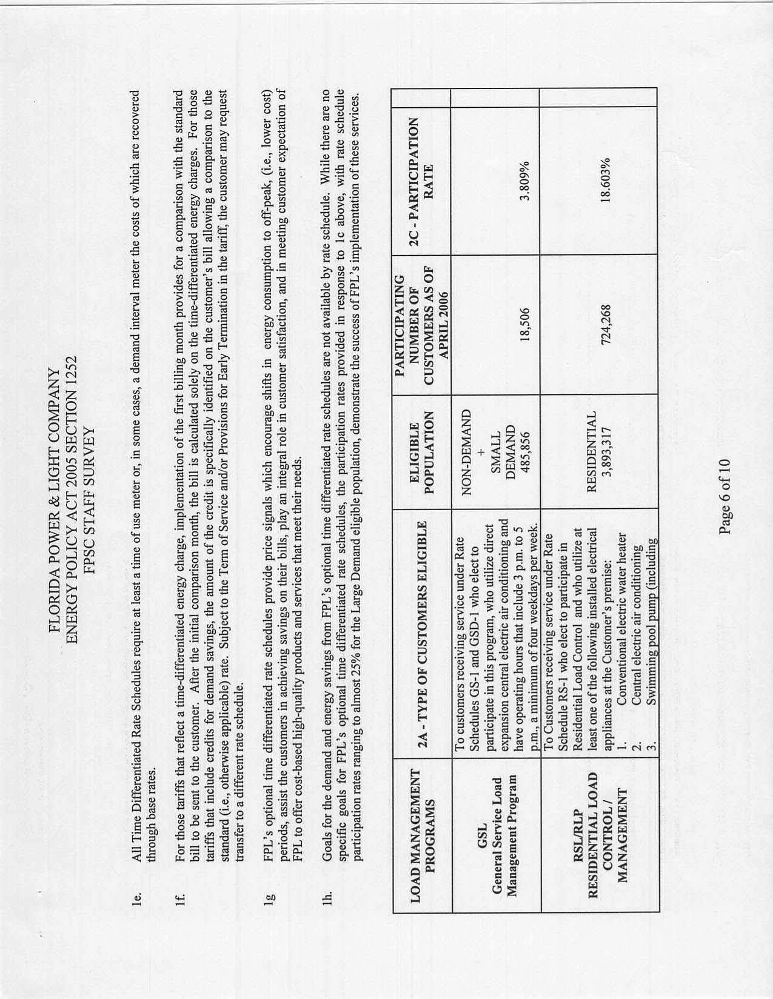 FLORIDA POWER & LIGHT COMPANY
ENERGY POLICY ACT 2005 SECTION 1252
FPSC STAFF SURVEY
1e. All Time Differentiated Rate Schedules require at least a time of use meter or, in some cases, a demand interval meter the costs of which are recovered
through base rates.
1f. For those tariffs that reflect a time-differentiated energy charge, implementation of the first billing month provides for a comparison with the standard
bill to be sent to the customer. After the initial comparison month, the bill is calculated solely on the time-differentiated energy charges. For those
tariffs that include credits for demand savings, the amount of the credit is specifically identified on the customer's bill allowing a comparison to the
standard (i.e., otherwise applicable) rate. Subject to the Term of Service and/or Provisions for Early Termination in the tariff, the customer may request
transfer to a different rate schedule.
1g FPL's optional time differentiated rate schedules provide price signals which encourage shifts in energy consumption to off-peak, (i.e., lower cost)
periods, assist the customers in achieving savings on their bills, play an integral role in customer satisfaction, and in meeting customer expectation of
FPL to offer cost-based high-quality products and services that meet their needs.
1h. Goals for the demand and energy savings from FPL's optional time differentiated rate schedules are not available by rate schedule. While there are no
specific goals for FPL's optional time differentiated rate schedules, the participation rates provided in response to 1c above, with rate schedule
participation rates ranging to almost 25% for the Large Demand eligible population, demonstrate the success of FPL's implementation of these services.
LOAD MANAGEMENT
PROGRAMS
2A - TYPE OF CUSTOMERS ELIGIBLE
ELIGIBLE
POPULATION
PARTICIPATING
NUMBER OF
CUSTOMERS AS OF
APRIL 2006
2C - PARTICIPATION
RATE
GSL
General Service Load
Management Program
To customers receiving service under Rate
Schedules GS-1 and GSD-1 who elect to
participate in this program, who utilize direct
expansion central electric air conditioning and
have operating hours that include 3 p.m. to 5
p.m., a minimum of four weekdays per week.
NON-DEMAND
+
SMALL
DEMAND
485,856
18,506
3.809%
RSL/RLP
RESIDENTIAL LOAD
CONTROL /
MANAGEMENT
To Customers receiving service under Rate
Schedule RS-1 who elect to participate in
Residential Load Control and who utilize at
least one of the following installed electrical
appliances at the Customer's premise:
1. Conventional electric water heater
2. Central electric air conditioning
3. Swimming pool pump (including
RESIDENTIAL
3,893,317
724,268
18.603%
Page 6 of 10